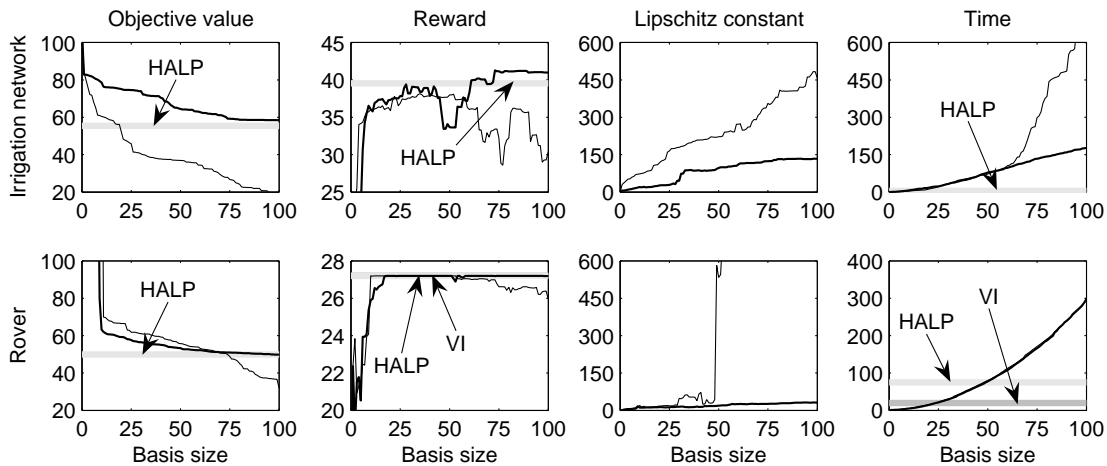 Objective value
Reward
Lipschitz constant
Time
Irrigation network
100
80
60
40
20
0 25 50 75 100
HALP
45
40
35
30
25
0 25 50 75 100
HALP
600
450
300
150
0
0 25 50 75 100
600
450
300
150
0
0 25 50 75 100
HALP
Rover
100
80
60
40
20
0 25 50 75 100
Basis size
HALP
28
26
24
22
20
0 25 50 75 100
Basis size
HALP
VI
600
450
300
150
0
0 25 50 75 100
Basis size
400
300
200
100
0
0 25 50 75 100
Basis size
HALP
VI